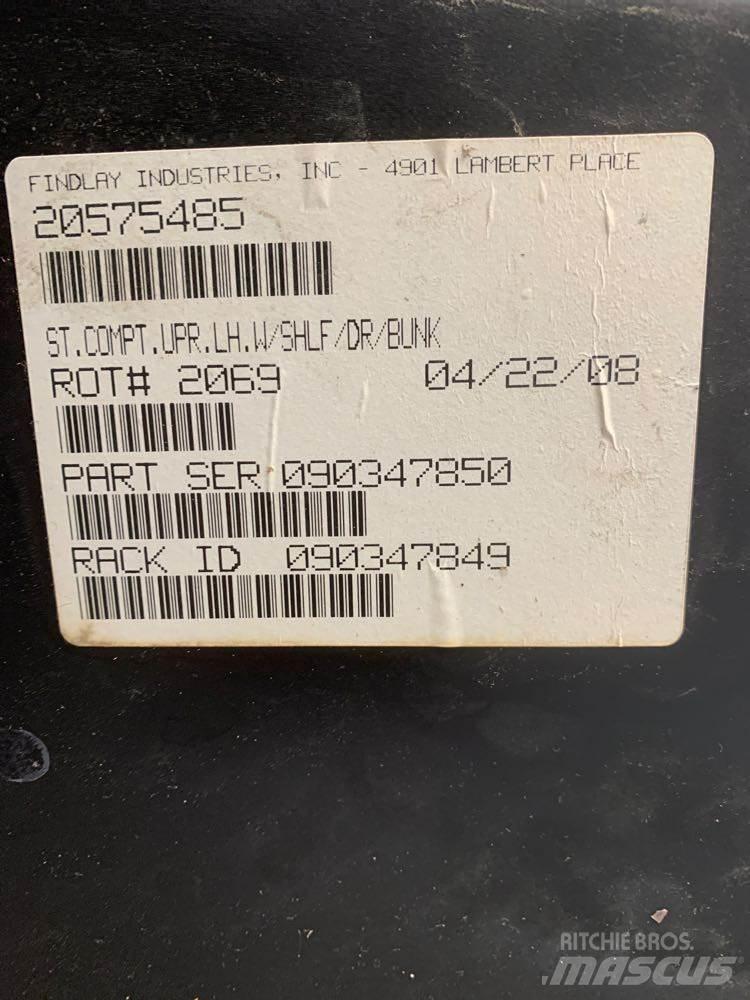 FINDLAY INDUSTRIES, INC - 4901 LAMBERT PLACE
20575485
ST.COMPT.UPR.LH.W/SHLF/DR/BUNK
ROT# 2069 04/22/08
PART SER 090347850
RACK ID 090347849
RITCHIE BROS.
MASCUS